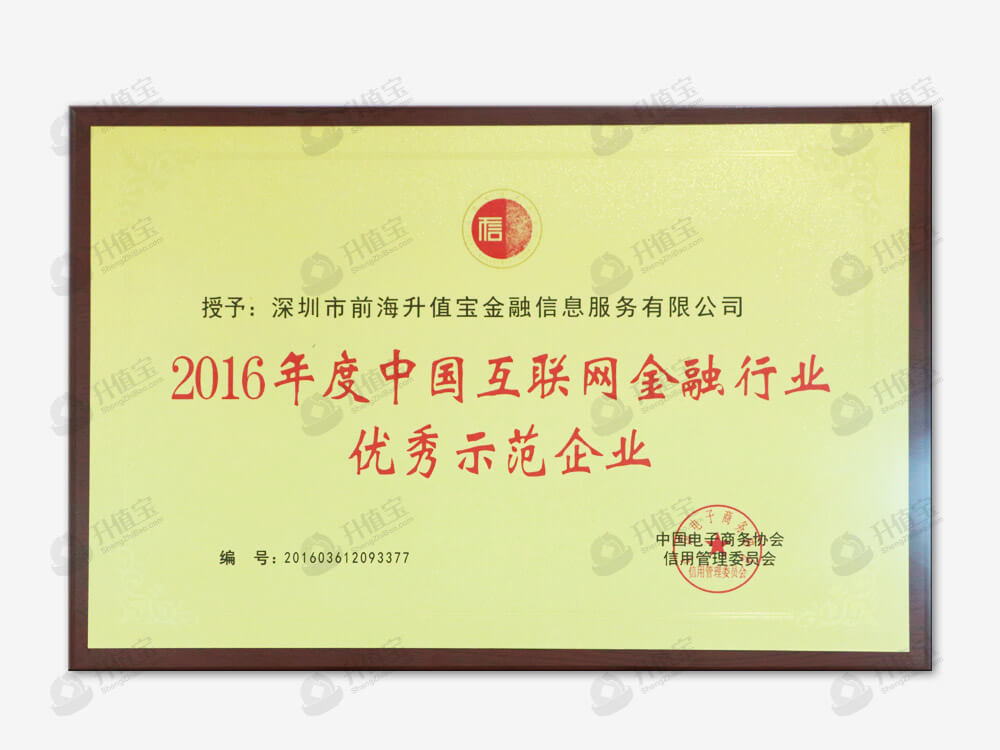 信
授予：深圳市前海升值宝金融信息服务有限公司
2016年度中国互联网金融行业
优秀示范企业
编 号：201603612093377
中国电子商务协会
信用管理委员会
电子商务
信用管理委员会
升值宝
ShengZhiBao.com